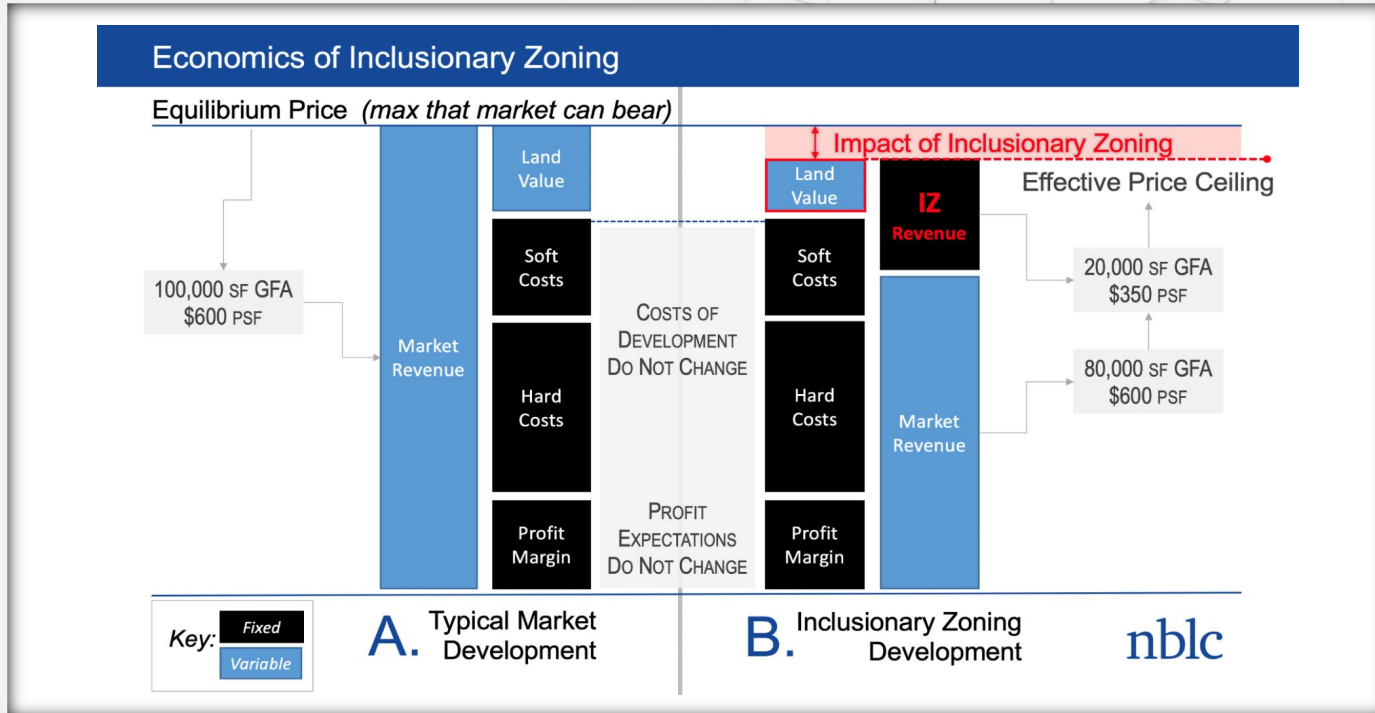 Economics of Inclusionary Zoning
Equilibrium Price (max that market can bear)
100,000 SF GFA
$600 PSF
Market
Revenue
Land
Value
Soft
Costs
Hard
Costs
Profit
Margin
COSTS OF
DEVELOPMENT
DO NOT CHANGE
PROFIT
EXPECTATIONS
DO NOT CHANGE
Impact of Inclusionary Zoning
Effective Price Ceiling
Land
Value
Soft
Costs
Hard
Costs
Profit
Margin
IZ
Revenue
Market
Revenue
20,000 SF GFA
$350 PSF
80,000 SF GFA
$600 PSF
Key:
Fixed
Variable
A. Typical Market
Development
B. Inclusionary Zoning
Development
nblc